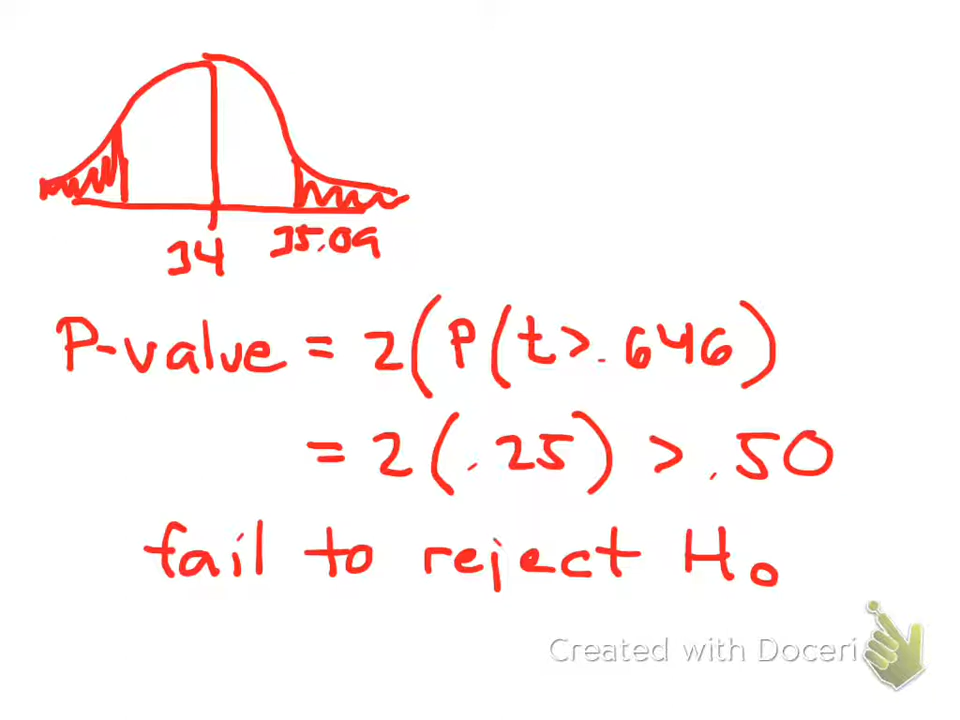 34 35.09
P-value = 2(P(t>.646)
= 2(.25) > .50
fail to reject H₀
Created with Doceri